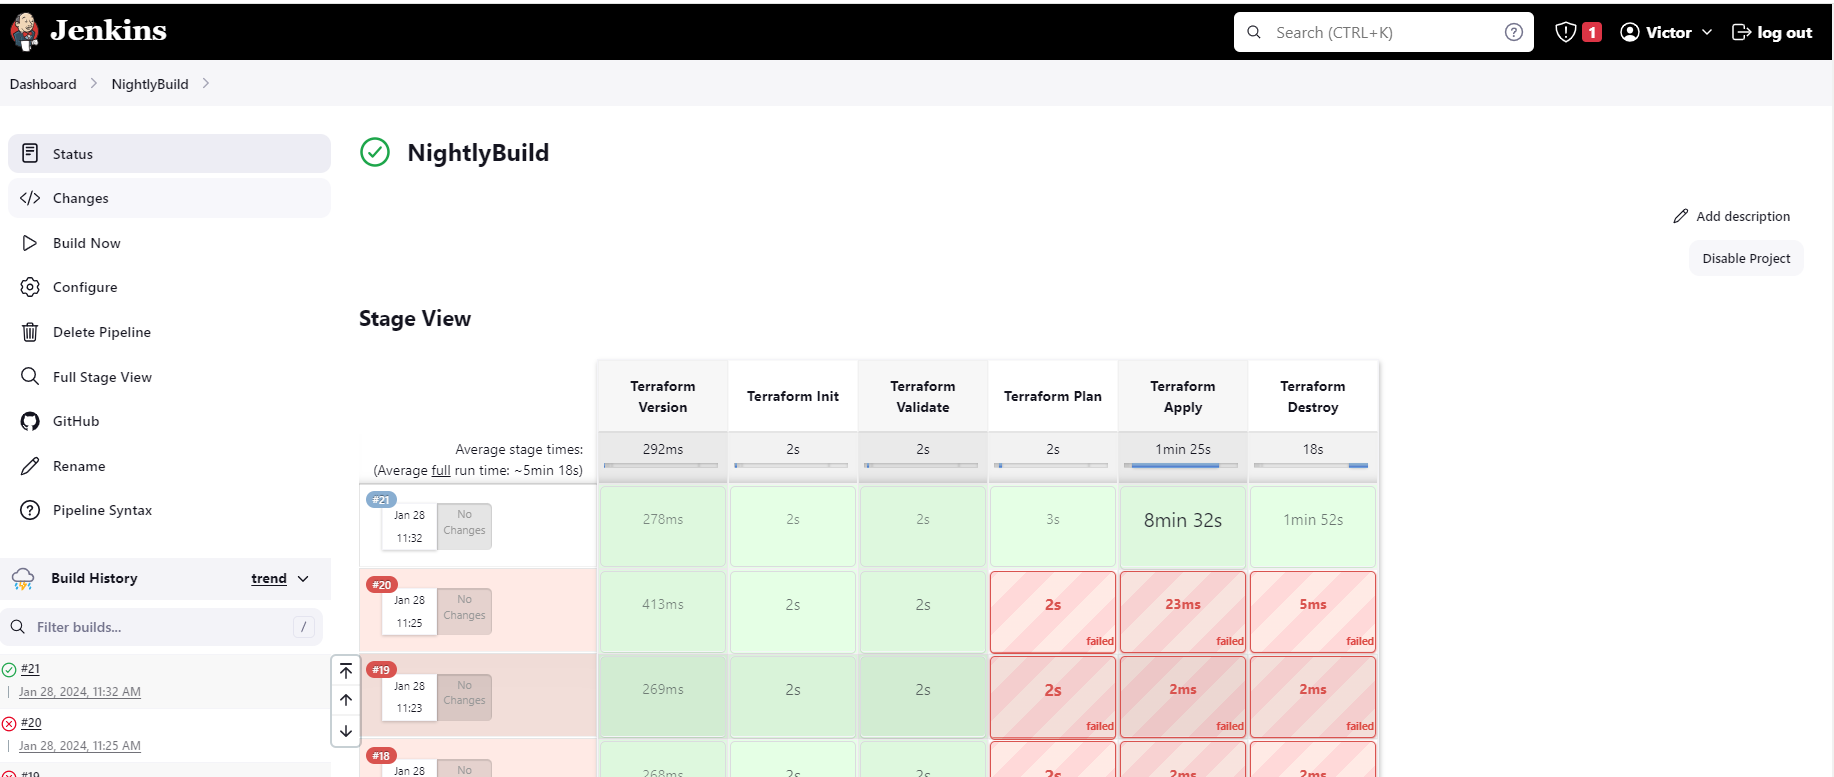 Jenkins
Search (CTRL+K)
1
Victor
log out
Dashboard
NightlyBuild
Status
Changes
Build Now
Configure
Delete Pipeline
Full Stage View
GitHub
Rename
Pipeline Syntax
Build History
trend
Filter builds...
/
#21
Jan 28, 2024, 11:32 AM
#20
Jan 28, 2024, 11:25 AM
#19
NightlyBuild
Add description
Disable Project
Stage View
Terraform Version
Terraform Init
Terraform Validate
Terraform Plan
Terraform Apply
Terraform Destroy
Average stage times:
(Average full run time: ~5min 18s)
292ms
2s
2s
2s
1min 25s
18s
#21
Jan 28
11:32
No Changes
278ms
2s
2s
3s
8min 32s
1min 52s
#20
Jan 28
11:25
No Changes
413ms
2s
2s
2s
failed
23ms
failed
5ms
failed
#19
Jan 28
11:23
No Changes
269ms
2s
2s
2s
failed
2ms
failed
2ms
failed
#18
Jan 28
No
268ms
2s
2s
2s
2ms
2ms